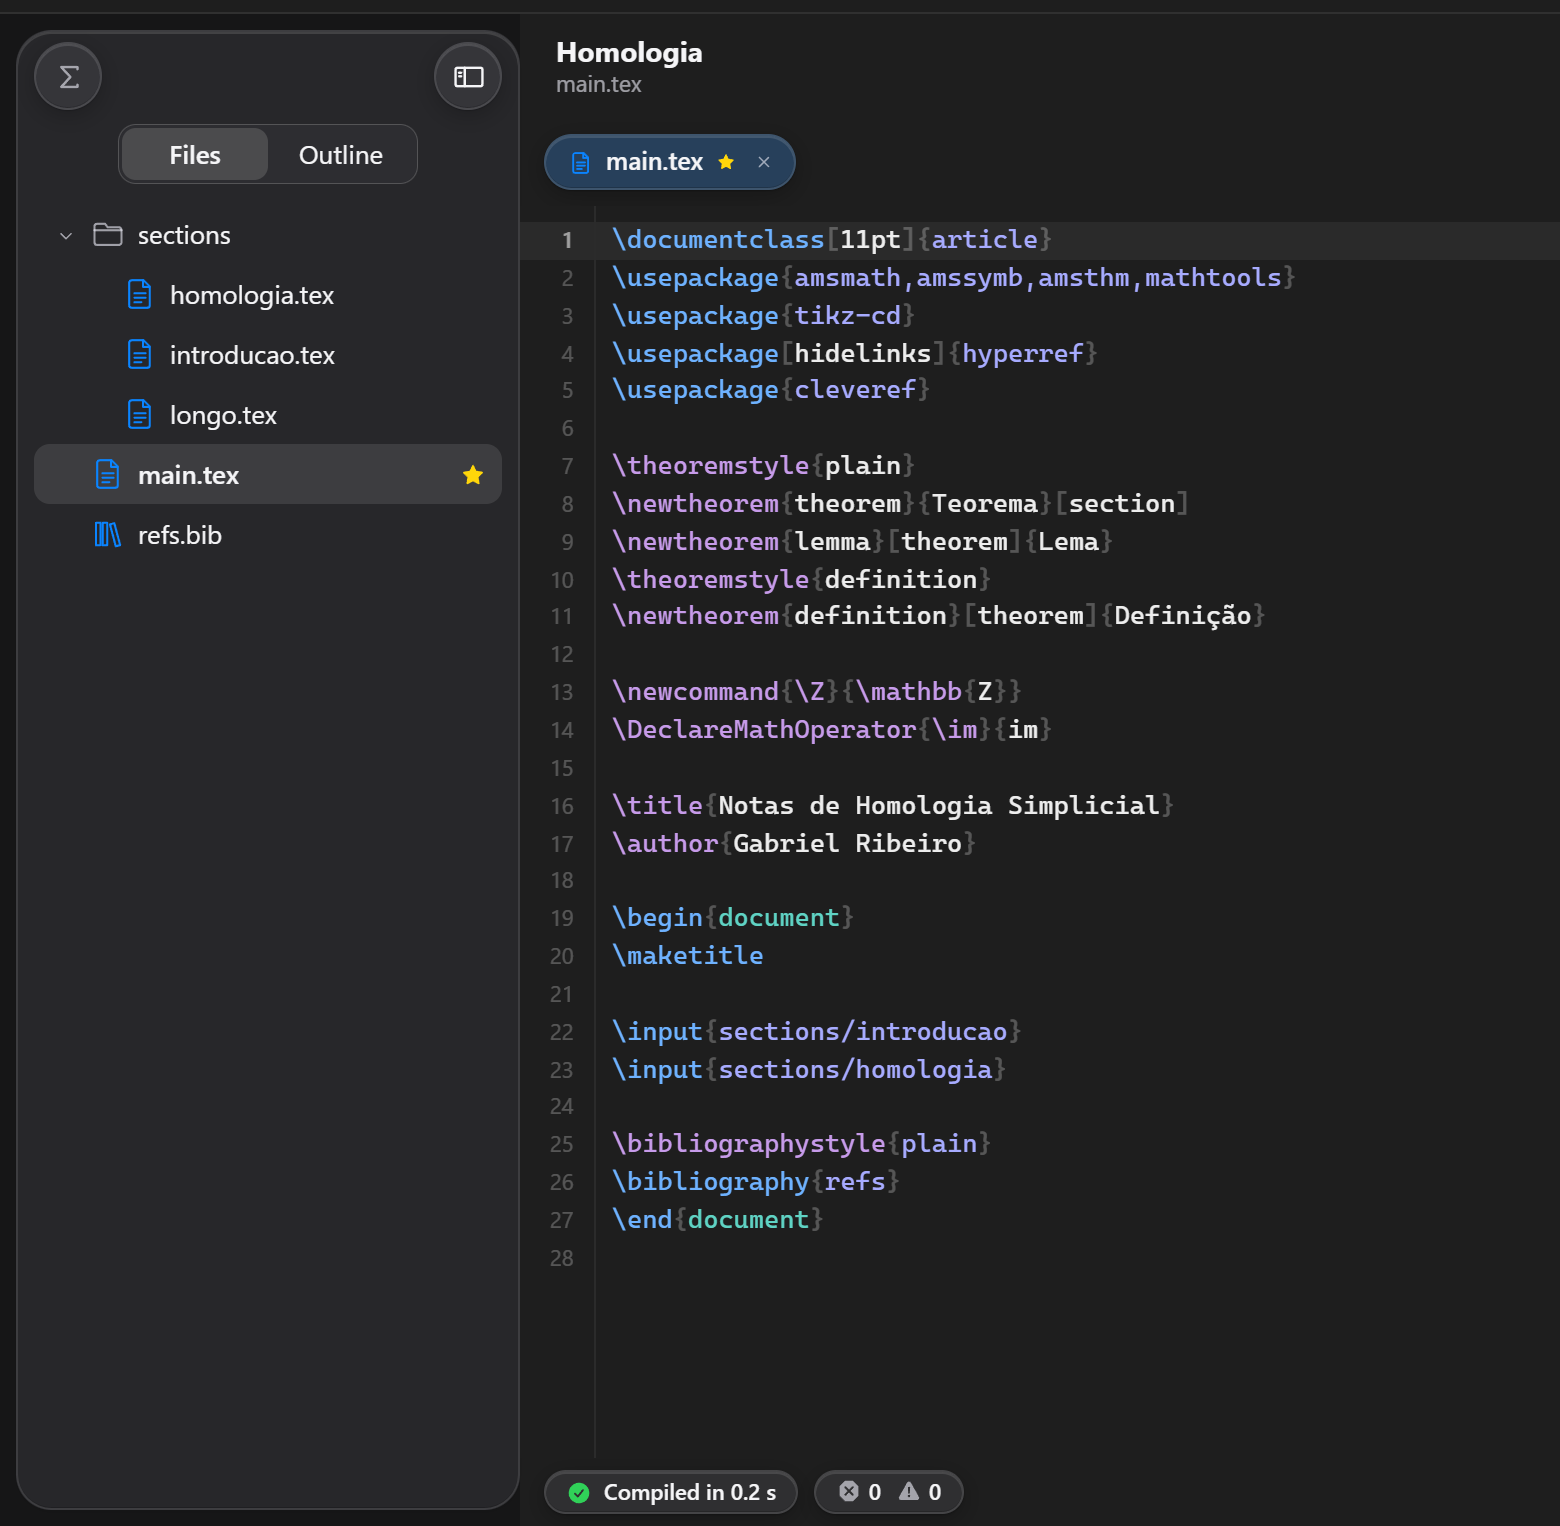 Σ
Files
Outline
sections
homologia.tex
introducao.tex
longo.tex
main.tex
refs.bib
Homologia
main.tex
main.tex
1 \documentclass[11pt]{article}
2 \usepackage{amsmath,amssymb,amsthm,mathtools}
3 \usepackage{tikz-cd}
4 \usepackage[hidelinks]{hyperref}
5 \usepackage{cleveref}
6
7 \theoremstyle{plain}
8 \newtheorem{theorem}{Teorema}[section]
9 \newtheorem{lemma}[theorem]{Lema}
10 \theoremstyle{definition}
11 \newtheorem{definition}[theorem]{Definição}
12
13 \newcommand{\Z}{\mathbb{Z}}
14 \DeclareMathOperator{\im}{im}
15
16 \title{Notas de Homologia Simplicial}
17 \author{Gabriel Ribeiro}
18
19 \begin{document}
20 \maketitle
21
22 \input{sections/introducao}
23 \input{sections/homologia}
24
25 \bibliographystyle{plain}
26 \bibliography{refs}
27 \end{document}
28
Compiled in 0.2 s
0 0